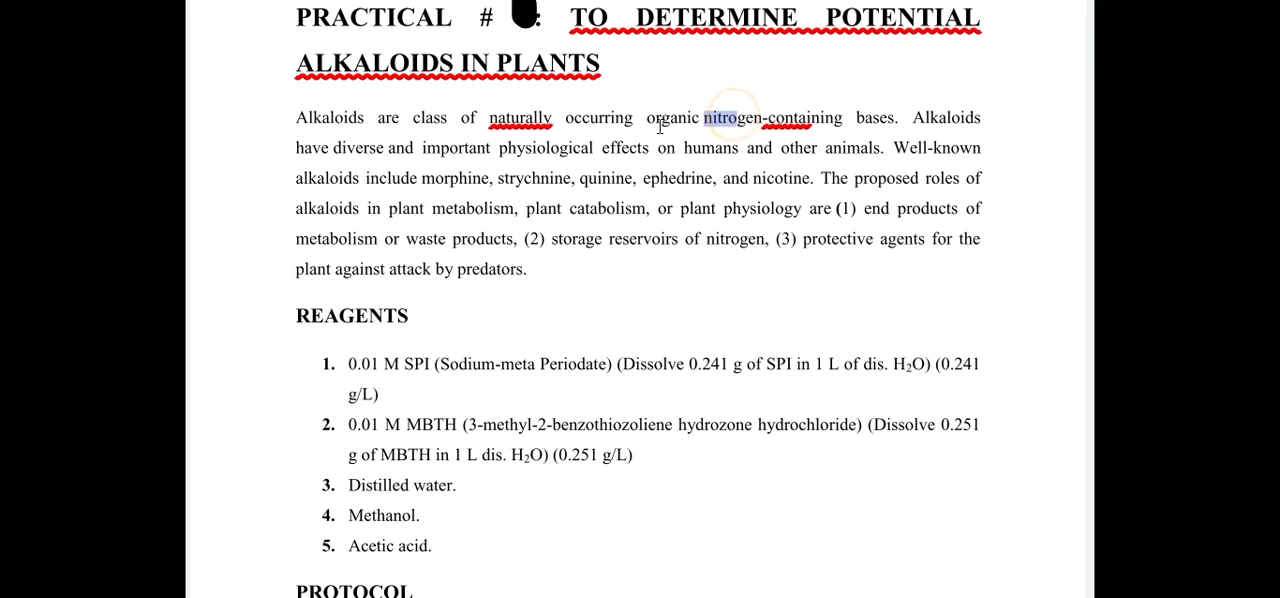 PRACTICAL # : TO DETERMINE POTENTIAL
ALKALOIDS IN PLANTS
Alkaloids are class of naturally occurring organic nitrogen-containing bases. Alkaloids
have diverse and important physiological effects on humans and other animals. Well-known
alkaloids include morphine, strychnine, quinine, ephedrine, and nicotine. The proposed roles of
alkaloids in plant metabolism, plant catabolism, or plant physiology are (1) end products of
metabolism or waste products, (2) storage reservoirs of nitrogen, (3) protective agents for the
plant against attack by predators.
REAGENTS
1. 0.01 M SPI (Sodium-meta Periodate) (Dissolve 0.241 g of SPI in 1 L of dis. H₂O) (0.241
g/L)
2. 0.01 M MBTH (3-methyl-2-benzothiozoliene hydrozone hydrochloride) (Dissolve 0.251
g of MBTH in 1 L dis. H₂O) (0.251 g/L)
3. Distilled water.
4. Methanol.
5. Acetic acid.
PROTOCOL